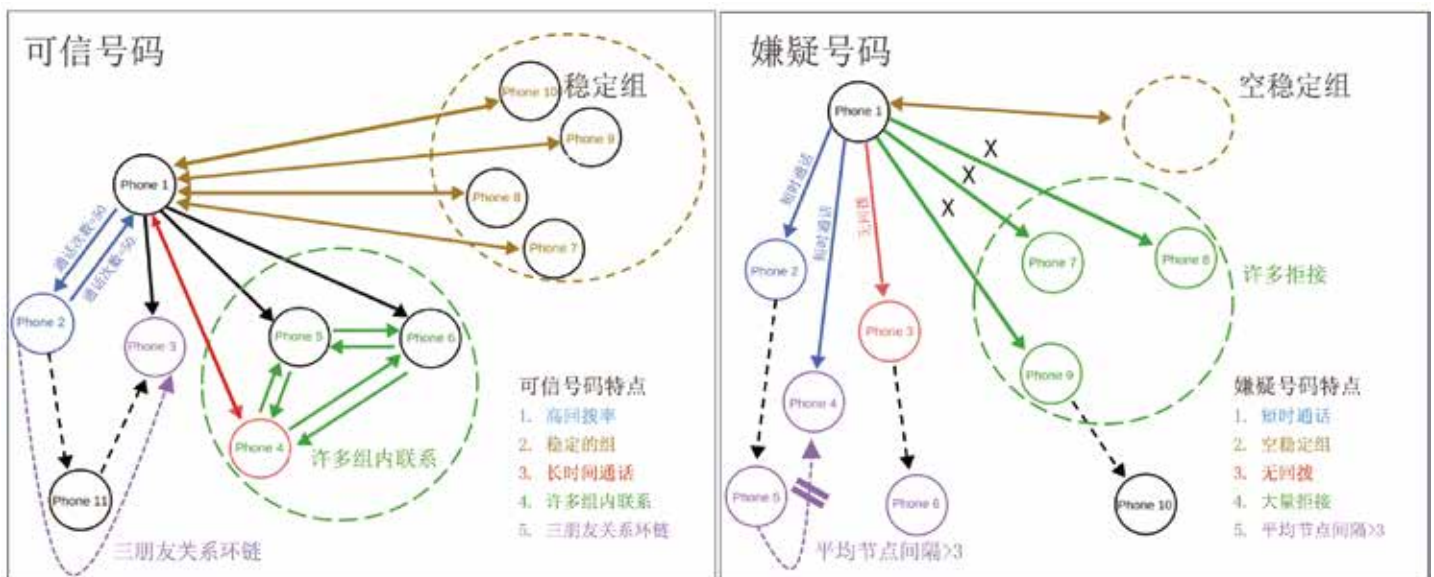 可信号码
稳定组
Phone 10
Phone 9
Phone 1
Phone 8
Phone 7
通话次数=50
通话次数=50
Phone 2
Phone 3
Phone 5
Phone 6
Phone 4
许多组内联系
Phone 11
三朋友关系环链
可信号码特点
1. 高回拨率
2. 稳定的组
3. 长时间通话
4. 许多组内联系
5. 三朋友关系环链
嫌疑号码
空稳定组
Phone 1
短时通话
短时通话
无回拨
X
X
X
Phone 2
Phone 7
Phone 8
许多拒接
Phone 3
Phone 9
Phone 4
Phone 5
Phone 6
Phone 10
平均节点间隔>3
嫌疑号码特点
1. 短时通话
2. 空稳定组
3. 无回拨
4. 大量拒接
5. 平均节点间隔>3